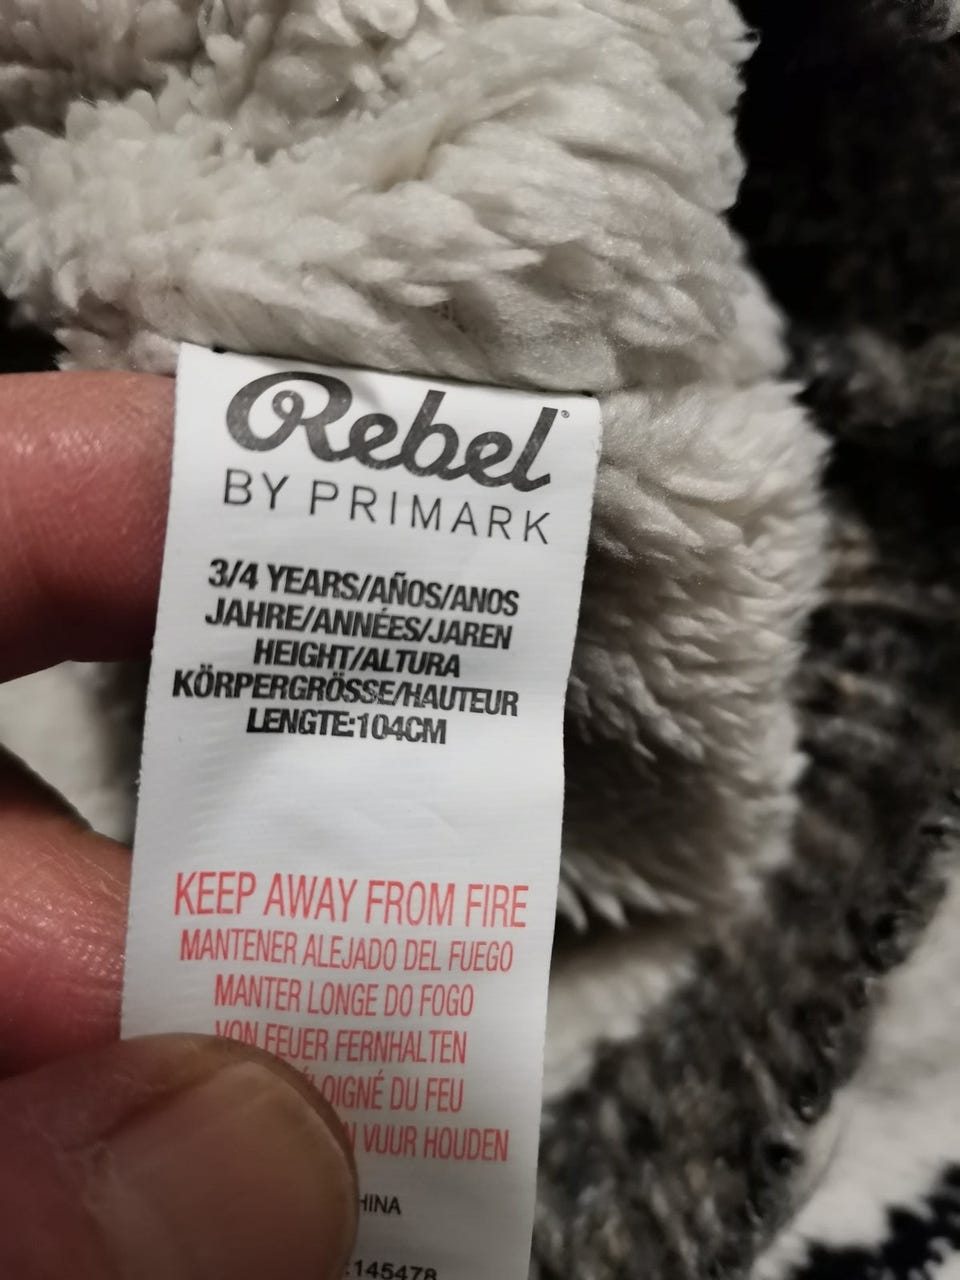 Rebel
BY PRIMARK
3/4 YEARS/AÑOS/ANOS
JAHRE/ANNÉES/JAREN
HEIGHT/ALTURA
KÖRPERGRÖSSE/HAUTEUR
LENGTE:104CM
KEEP AWAY FROM FIRE
MANTENER ALEJADO DEL FUEGO
MANTER LONGE DO FOGO
VON FEUER FERNHALTEN
DU FEU
VUUR HOUDEN
:145478